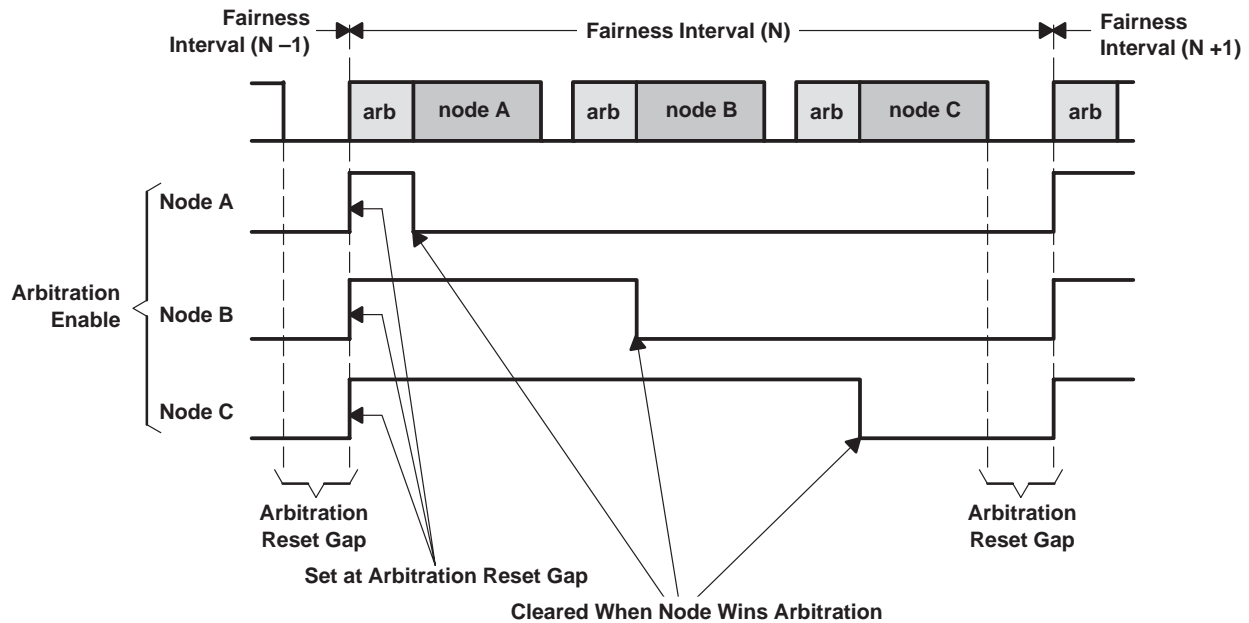 Fairness
Interval (N –1)
Fairness Interval (N)
Fairness
Interval (N +1)
arb
node A
arb
node B
arb
node C
arb
Node A
Arbitration
Enable
Node B
Node C
Arbitration
Reset Gap
Arbitration
Reset Gap
Set at Arbitration Reset Gap
Cleared When Node Wins Arbitration